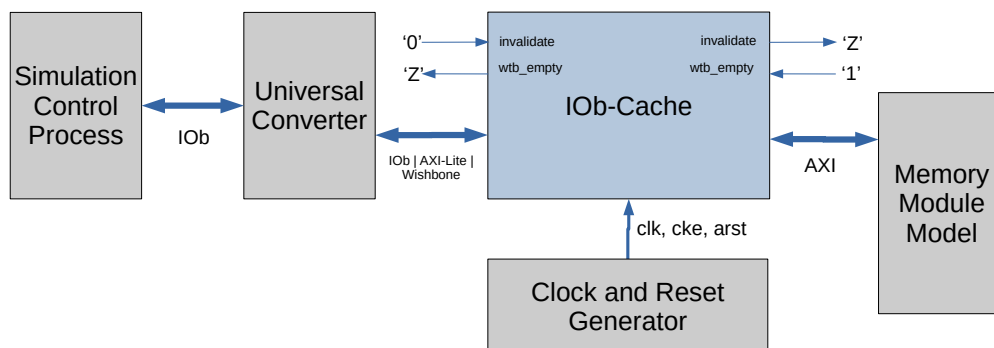 Simulation
Control
Process
IOb
Universal
Converter
IOb | AXI-Lite |
Wishbone
‘0’
‘Z’
invalidate
wtb_empty
invalidate
wtb_empty
‘Z’
‘1’
IOb-Cache
AXI
Memory
Module
Model
clk, cke, arst
Clock and Reset
Generator